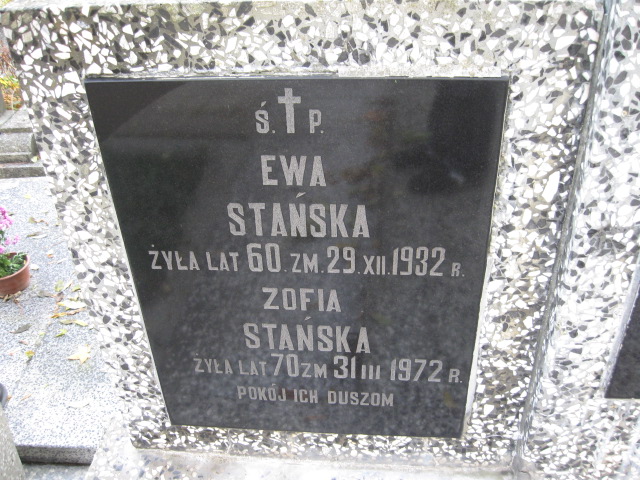 Ś. † P.
EWA
STAŃSKA
ŻYŁA LAT 60. ZM. 29. XII. 1932 R.
ZOFIA
STAŃSKA
ŻYŁA LAT 70 ZM 31 III 1972 R.
POKÓJ ICH DUSZOM